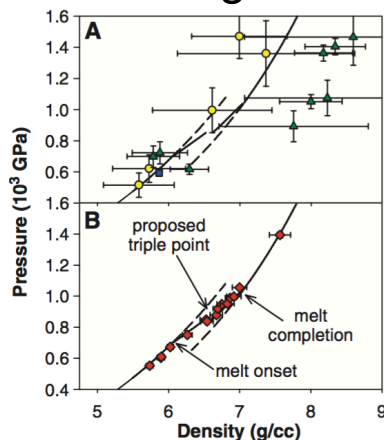 A
1.6
1.4
1.2
1.0
0.8
0.6
1.6
B
1.4
1.2
1.0
0.8
0.6
0.4
Pressure (10³ GPa)
proposed
triple point
melt
completion
melt onset
5 6 7 8 9
Density (g/cc)